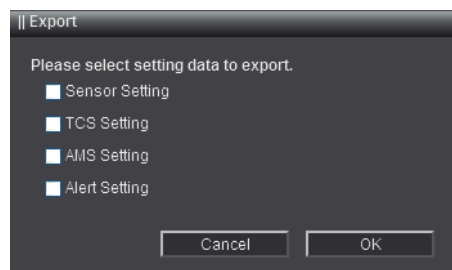 || Export
Please select setting data to export.
Sensor Setting
TCS Setting
AMS Setting
Alert Setting
Cancel OK